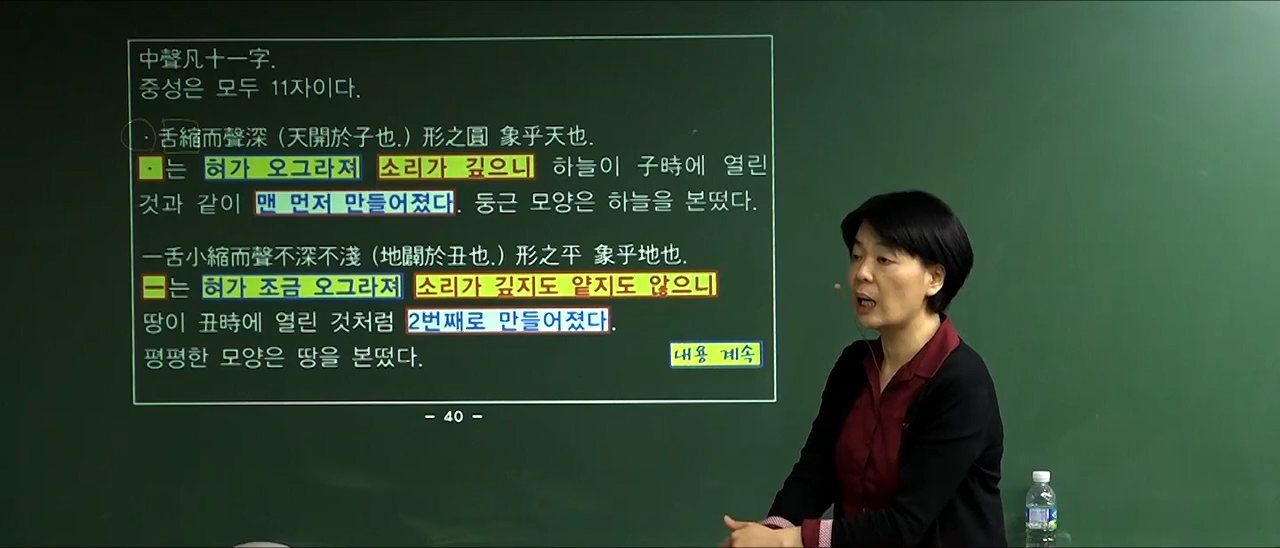 中聲凡十一字.
중성은 모두 11자이다.
·舌縮而聲深 (天開於子也.) 形之圓 象乎天也.
·는 혀가 오그라져 소리가 깊으니 하늘이 子時에 열린
것과 같이 맨 먼저 만들어졌다. 둥근 모양은 하늘을 본떴다.
一舌小縮而聲不深不淺 (地闢於丑也.) 形之平 象乎地也.
ㅡ는 혀가 조금 오그라져 소리가 깊지도 얕지도 않으니
땅이 丑時에 열린 것처럼 2번째로 만들어졌다.
평평한 모양은 땅을 본떴다.
내용 계속
- 40 -